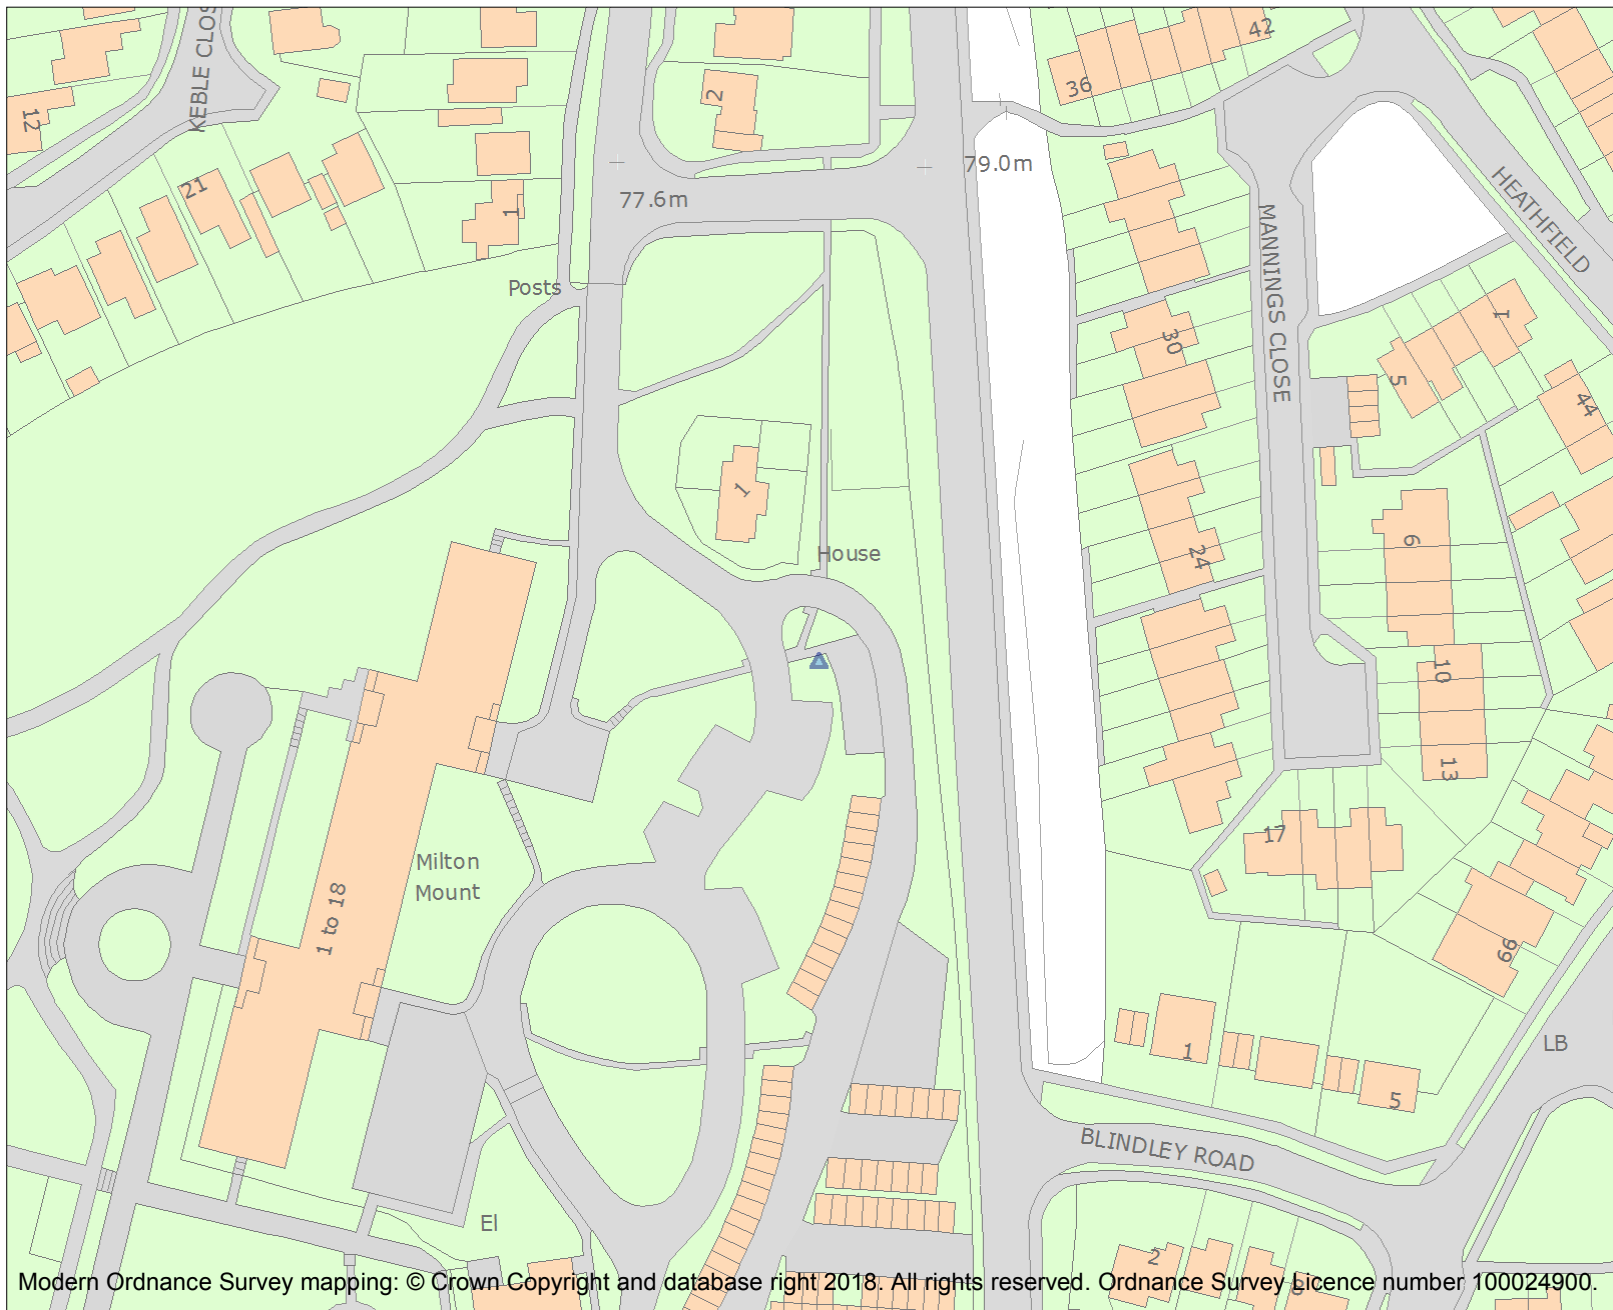 KEBLE CLOS
42
36
12
2
79.0m
21
77.6m
1
HEATHFIELD
MANNINGS CLOSE
Posts
1
30
5
44
1
House
24
6
10
13
17
Milton
Mount
1 to 18
66
1
LB
5
BLINDLEY ROAD
El
2
8
Modern Ordnance Survey mapping: © Crown Copyright and database right 2018. All rights reserved. Ordnance Survey Licence number 100024900.